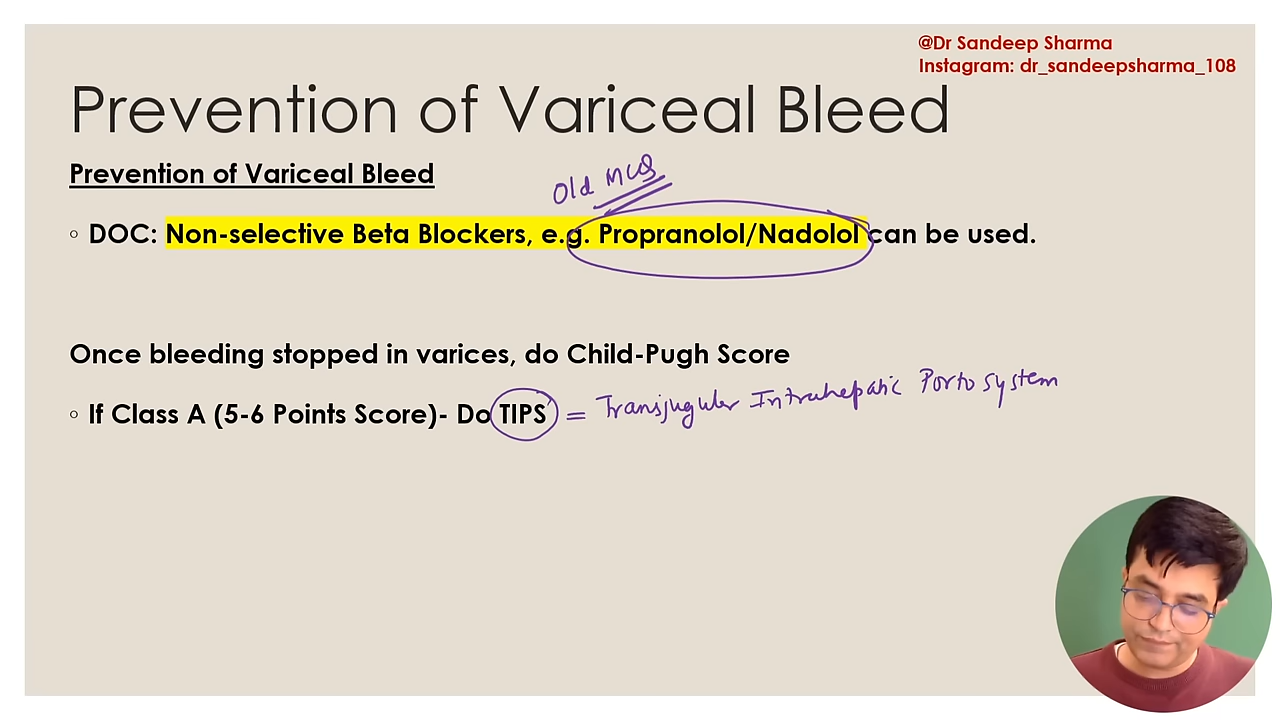 @Dr Sandeep Sharma
Instagram: dr_sandeepsharma_108
Prevention of Variceal Bleed
Prevention of Variceal Bleed
Old MCQ
◦ DOC: Non-selective Beta Blockers, e.g. Propranolol/Nadolol can be used.
Once bleeding stopped in varices, do Child-Pugh Score
◦ If Class A (5-6 Points Score)- Do TIPS = Transjugular Intrahepatic Portosystem